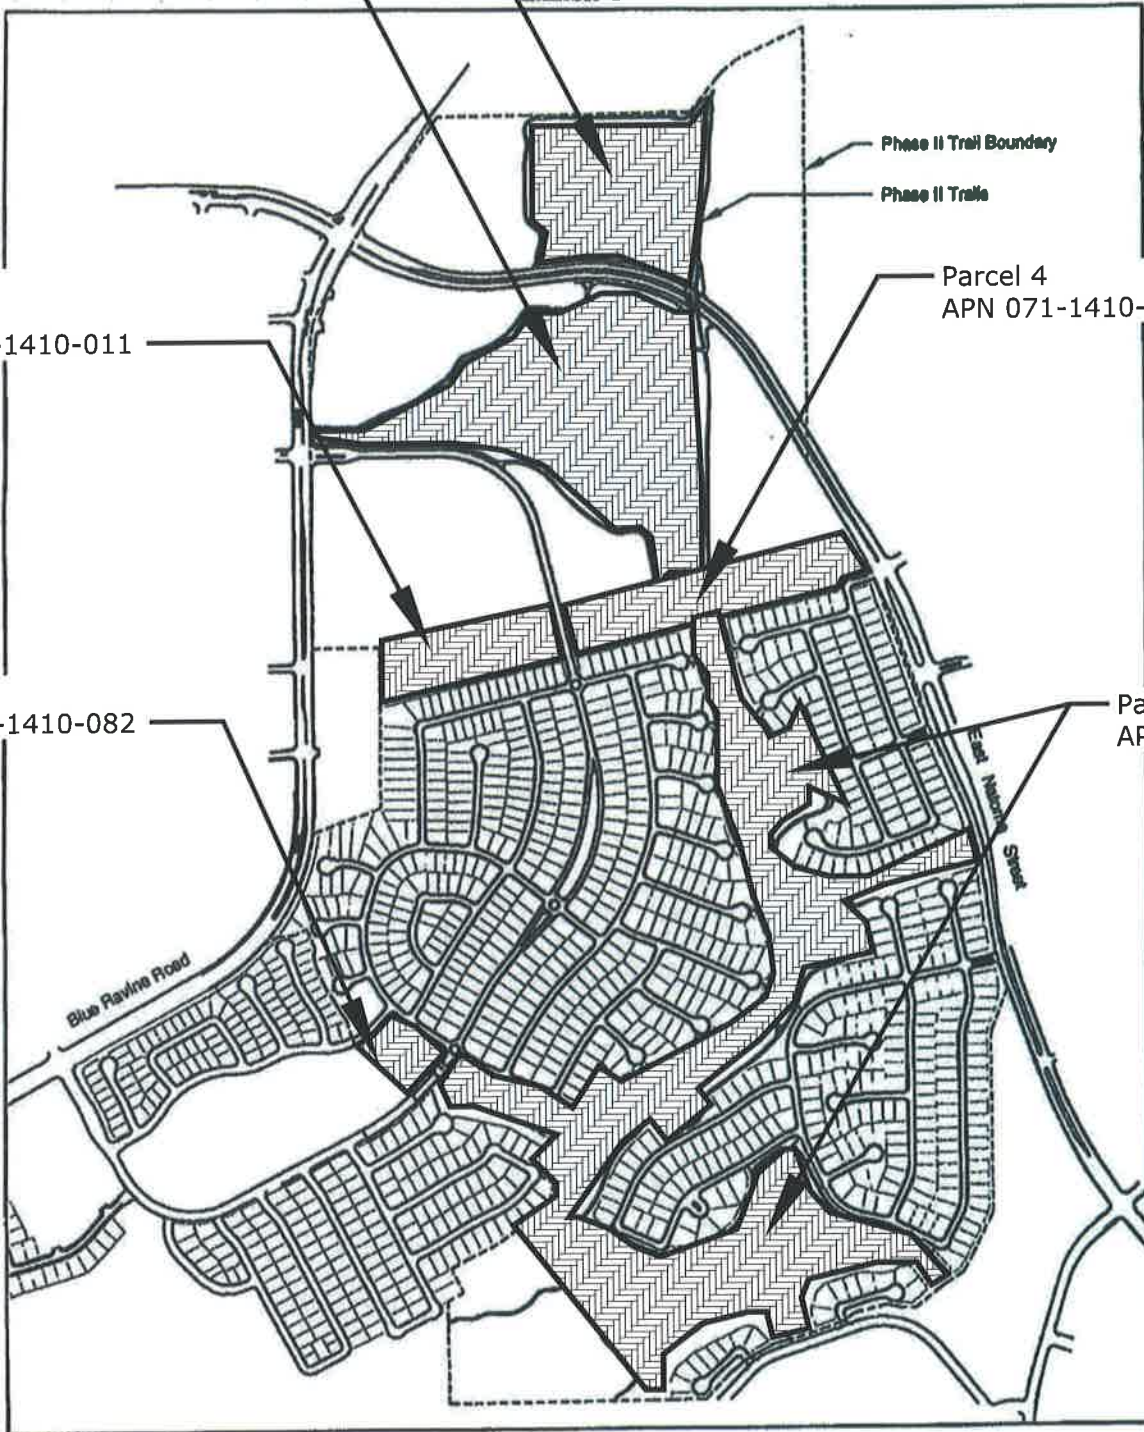 Phase II Trail Boundary
Phase II Trails
Parcel 4
APN 071-1410-
-1410-011
-1410-082
Pa
AP
East Natoma Street
Blue Ravine Road